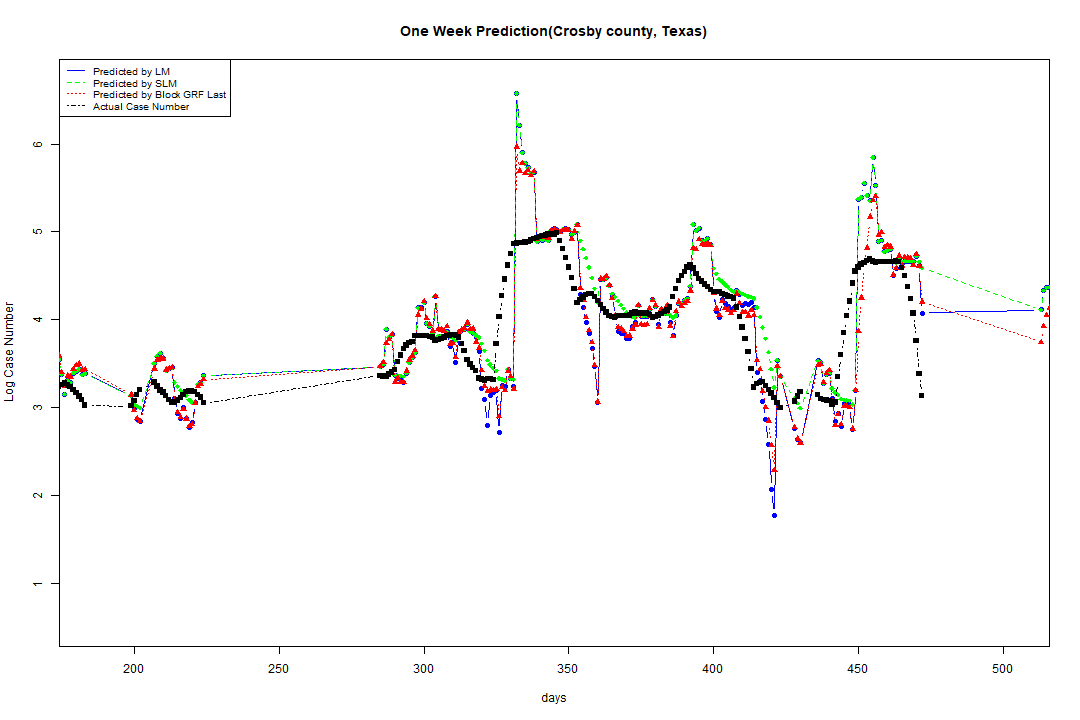 One Week Prediction(Crosby county, Texas)
Predicted by LM
Predicted by SLM
Predicted by Block GRF Last
Actual Case Number
Log Case Number
6
5
4
3
2
1
200 250 300 350 400 450 500
days